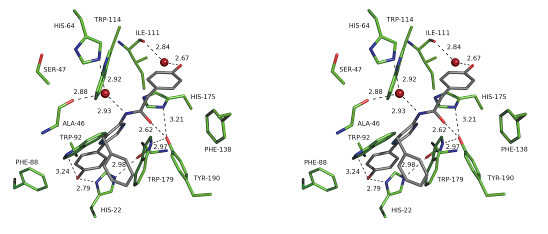 TRP-114
HIS-64
ILE-111
2.84
2.67
SER-47
2.92
2.88
HIS-175
2.93
3.21
ALA-46
2.62
TRP-92
2.97
PHE-138
PHE-88
2.98
3.24
TRP-179
TYR-190
2.79
HIS-22
TRP-114
HIS-64
ILE-111
2.84
2.67
SER-47
2.92
2.88
HIS-175
2.93
3.21
ALA-46
2.62
TRP-92
2.97
PHE-138
PHE-88
2.98
3.24
TRP-179
TYR-190
2.79
HIS-22